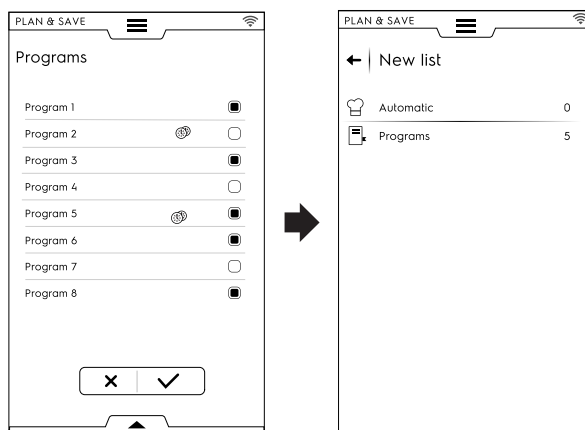 PLAN & SAVE
Programs
Program 1
Program 2
Program 3
Program 4
Program 5
Program 6
Program 7
Program 8
PLAN & SAVE
New list
Automatic 0
Programs 5